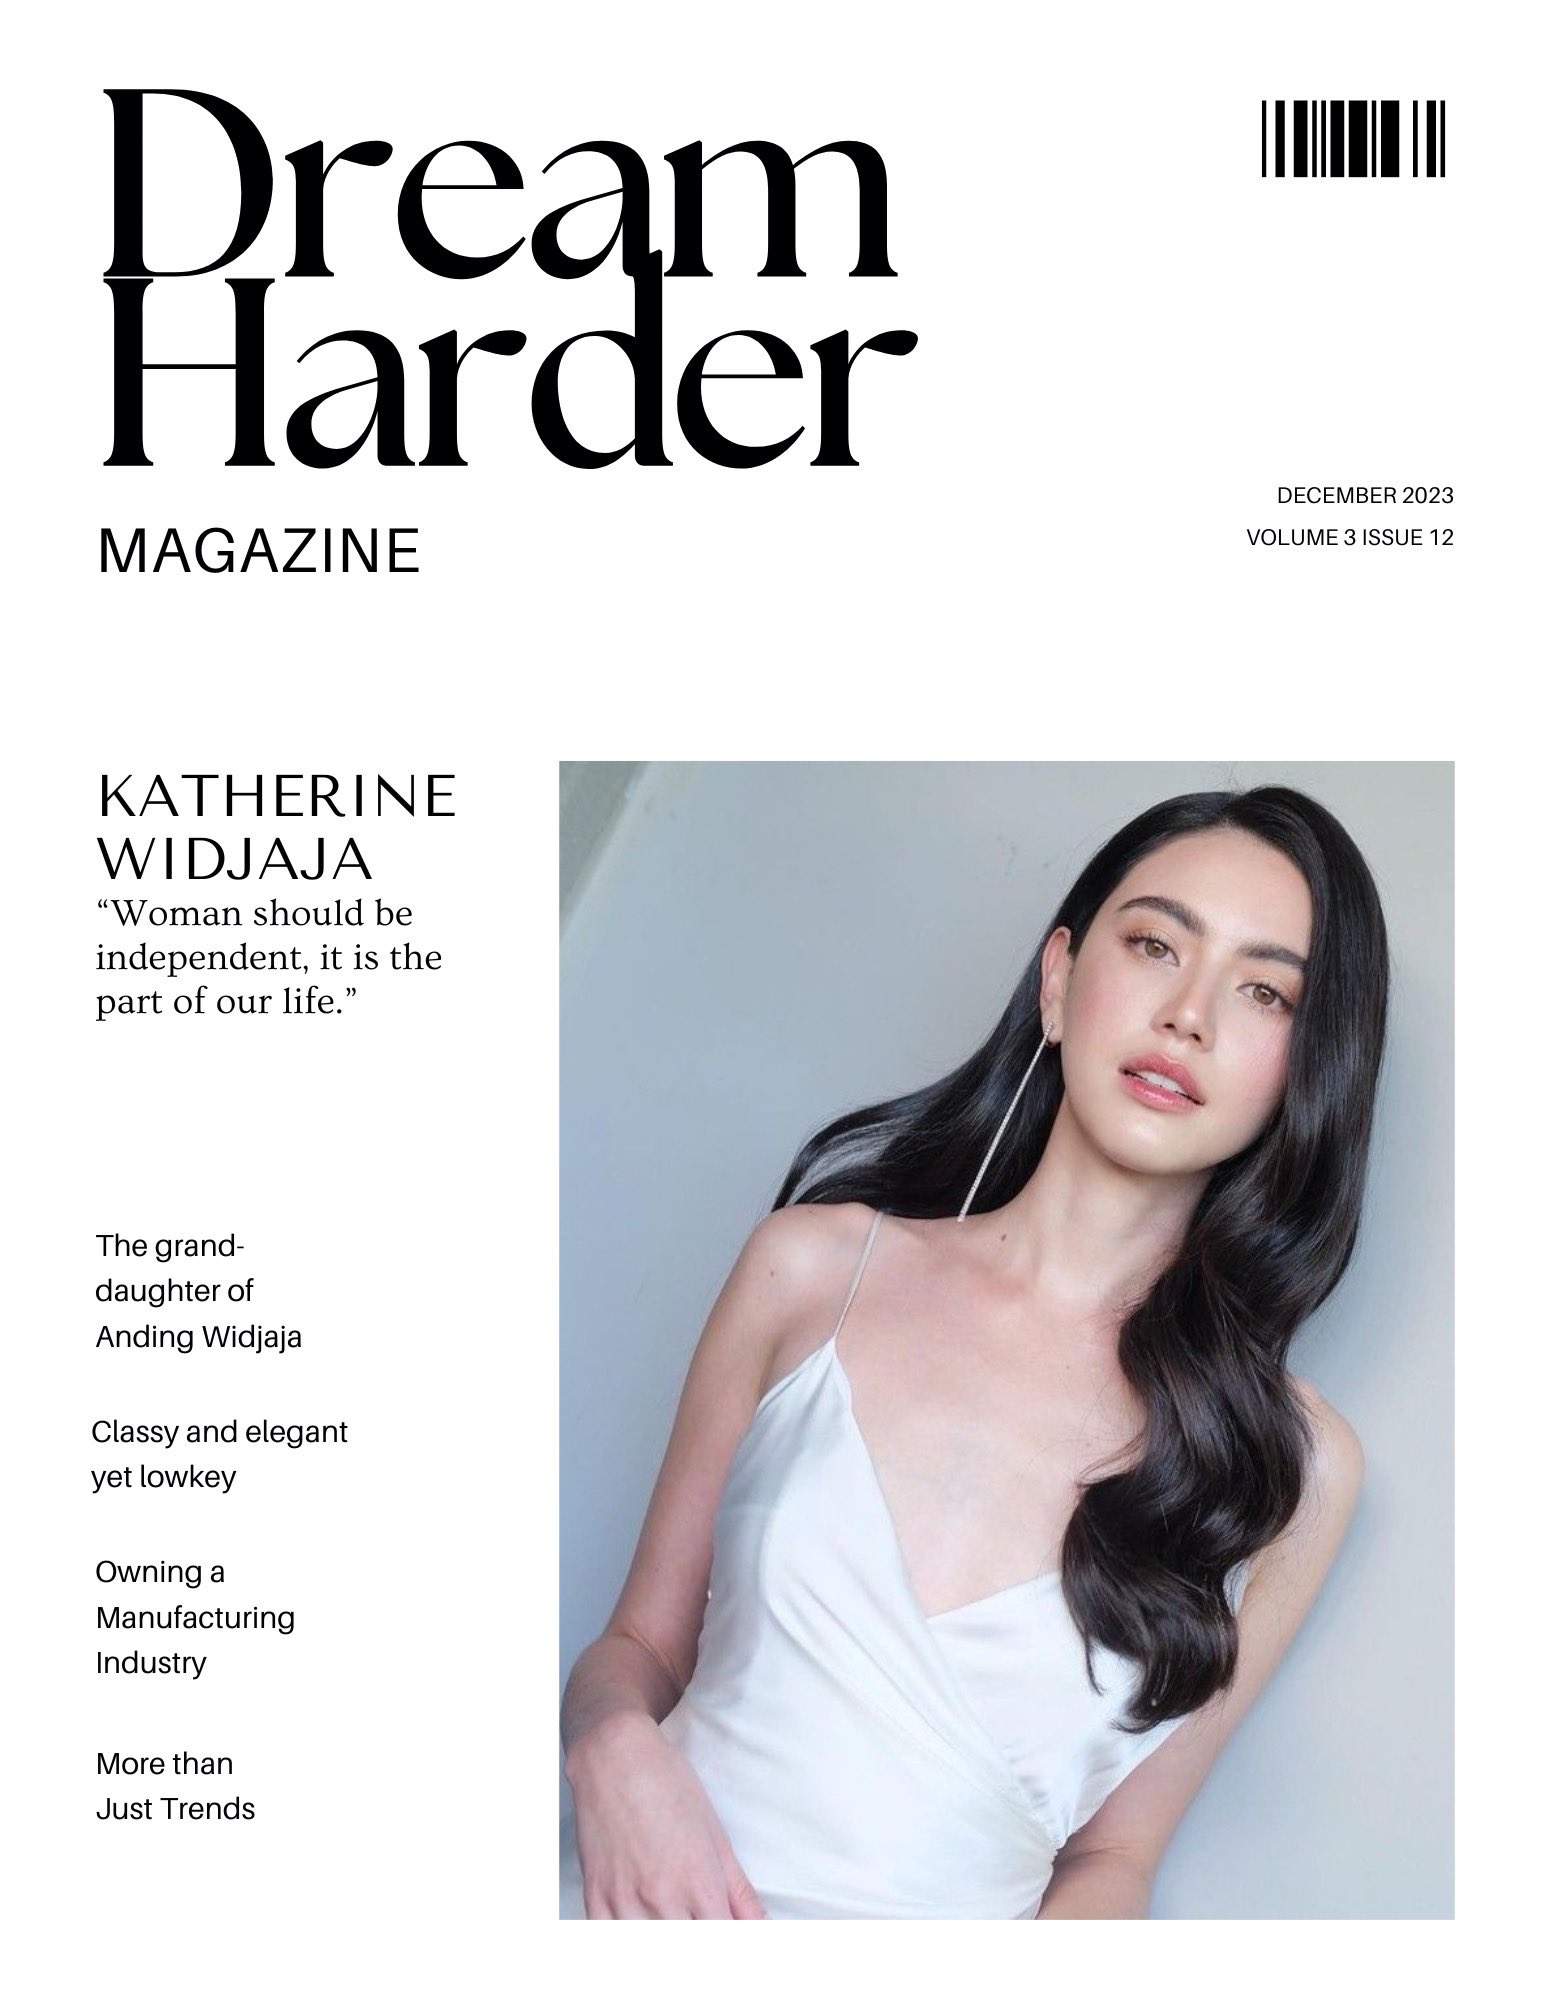 Dream
Harder
MAGAZINE
DECEMBER 2023
VOLUME 3 ISSUE 12
KATHERINE
WIDJAJA
“Woman should be
independent, it is the
part of our life.”
The grand-
daughter of
Anding Widjaja
Classy and elegant
yet lowkey
Owning a
Manufacturing
Industry
More than
Just Trends